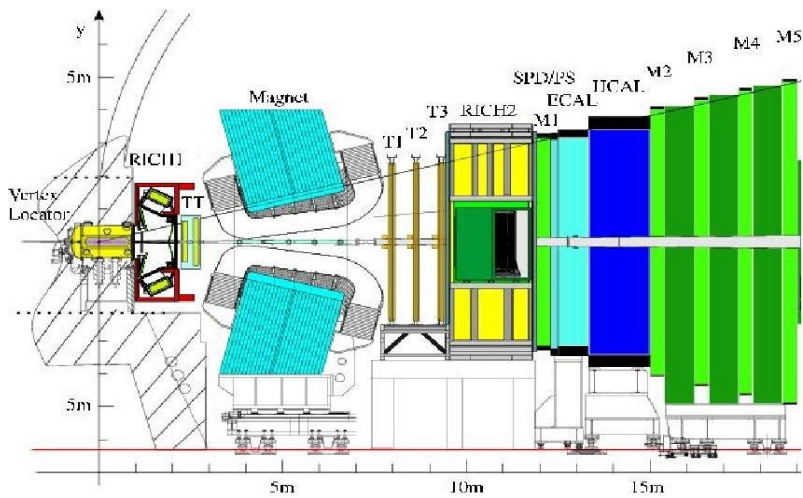 y
5m
Magnet
RICH1
Vertex
Locator
TT
T1
T2
T3
RICH2
M1
SPD/PS
ECAL
HCAL
M2
M3
M4
M5
5m
5m
10m
15m